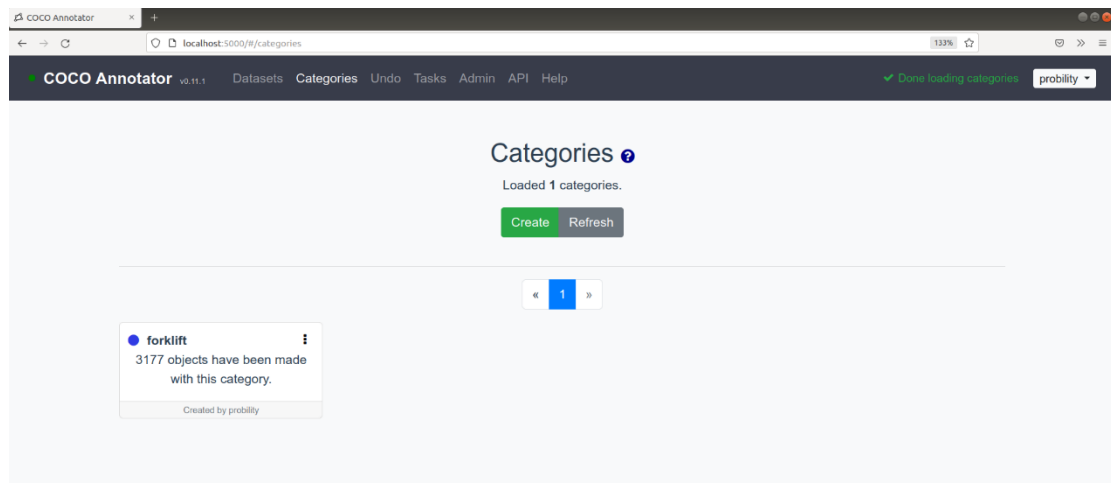 COCO Annotator
localhost:5000/#/categories
133%
COCO Annotator v0.11.1 Datasets Categories Undo Tasks Admin API Help
Done loading categories
probility
Categories
Loaded 1 categories.
Create Refresh
« 1 »
forklift
3177 objects have been made
with this category.
Created by probility